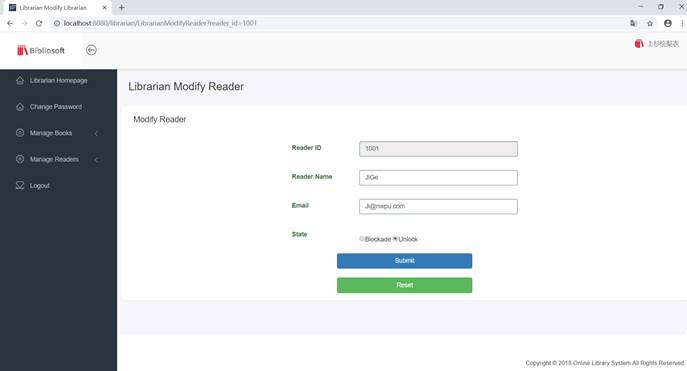 Librarian Modify Librarian
localhost:8080/librarian/LibrarianModifyReader?reader_id=1001
Bibliosoft
上杉绘梨衣
Librarian Homepage
Change Password
Manage Books
Manage Readers
Logout
Librarian Modify Reader
Modify Reader
Reader ID 1001
Reader Name JiGe
Email Ji@nwpu.com
State Blockade Unlock
Submit
Reset
Copyright © 2018.Online Library System All Rights Reserved.